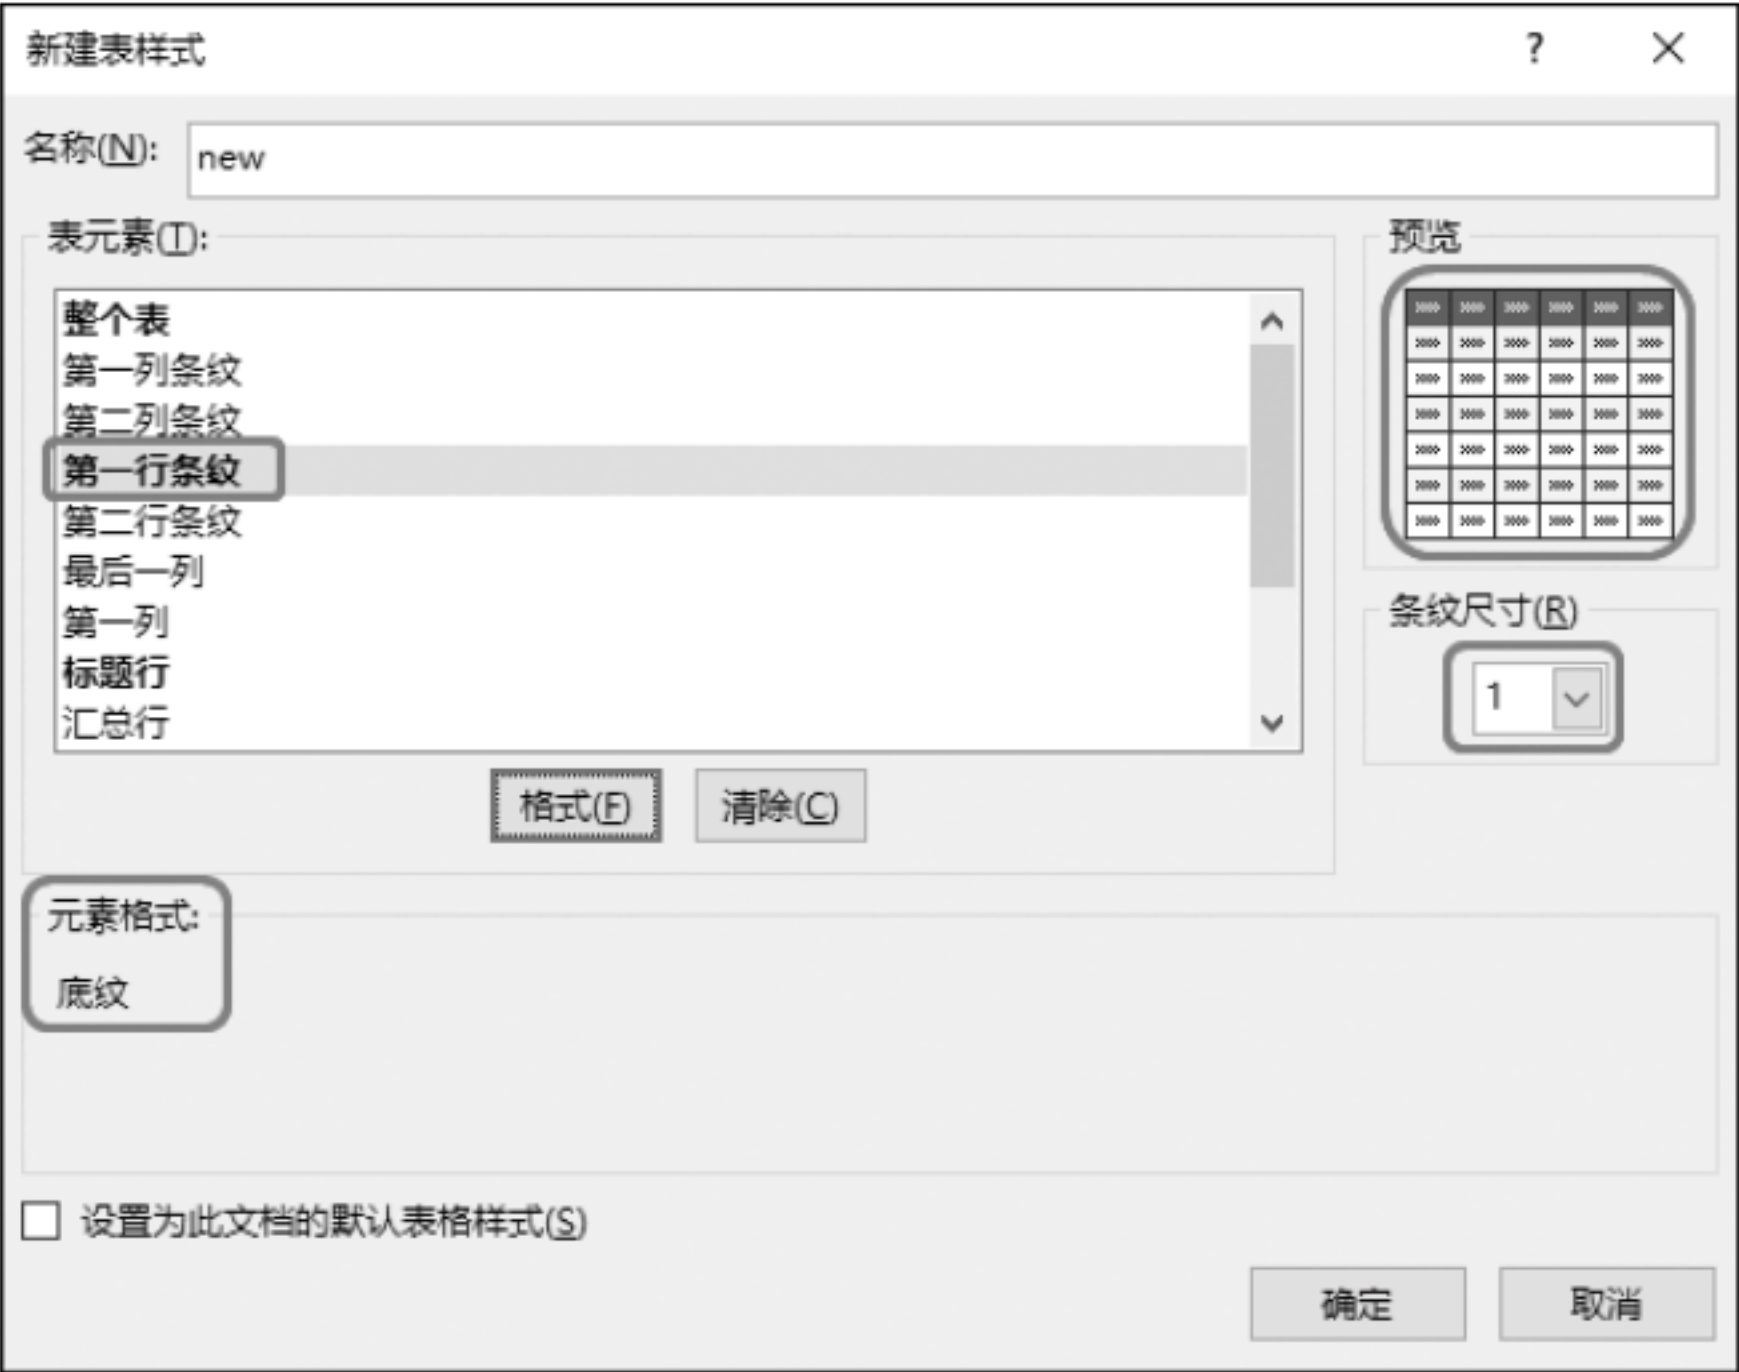 新建表样式
?
名称(N):
new
表元素(T):
整个表
第一列条纹
第二列条纹
第一行条纹
第二行条纹
最后一列
第一列
标题行
汇总行
格式(F)
清除(C)
预览
条纹尺寸(R)
1
元素格式:
底纹
设置为此文档的默认表格样式(S)
确定
取消